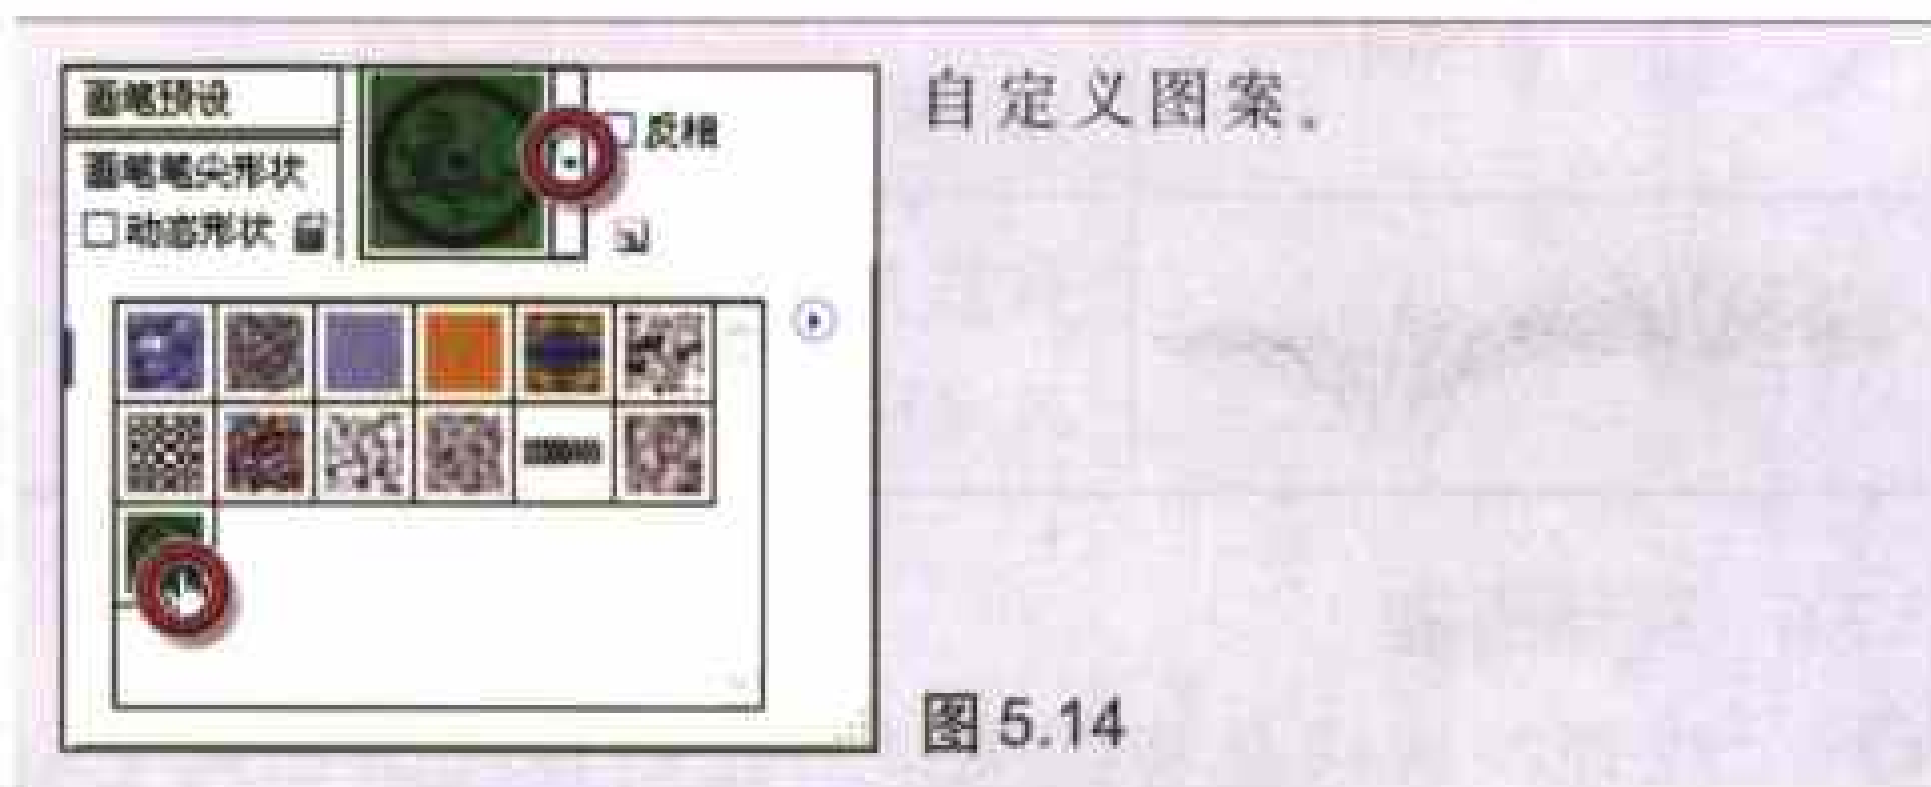 画笔预设
画笔笔尖形状
动态形状
反相
自定义图案。
图 5.14